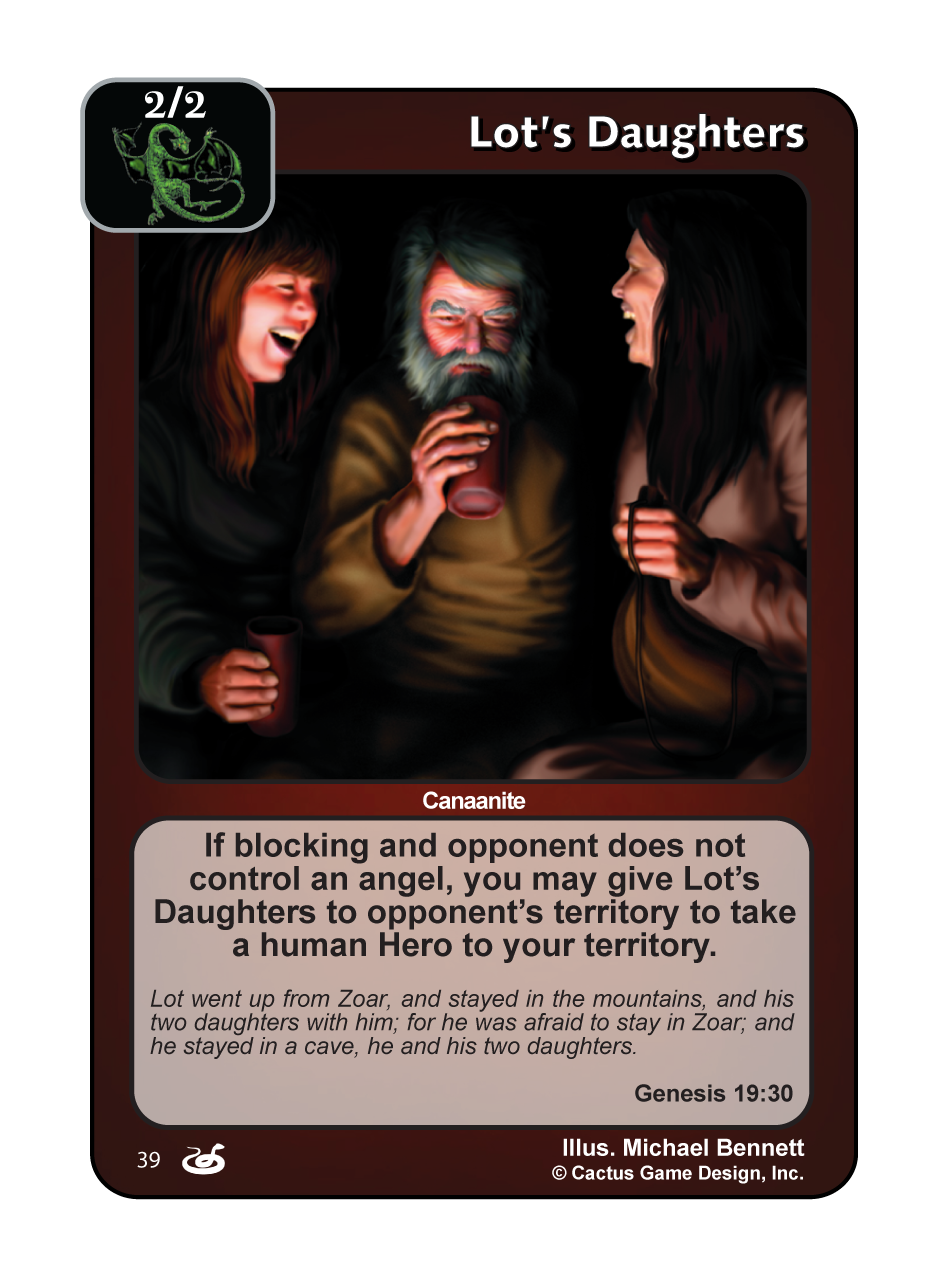 2/2
Lot's Daughters
Canaanite
If blocking and opponent does not
control an angel, you may give Lot’s
Daughters to opponent’s territory to take
a human Hero to your territory.
Lot went up from Zoar, and stayed in the mountains, and his
two daughters with him; for he was afraid to stay in Zoar; and
he stayed in a cave, he and his two daughters.
Genesis 19:30
39
Illus. Michael Bennett
© Cactus Game Design, Inc.